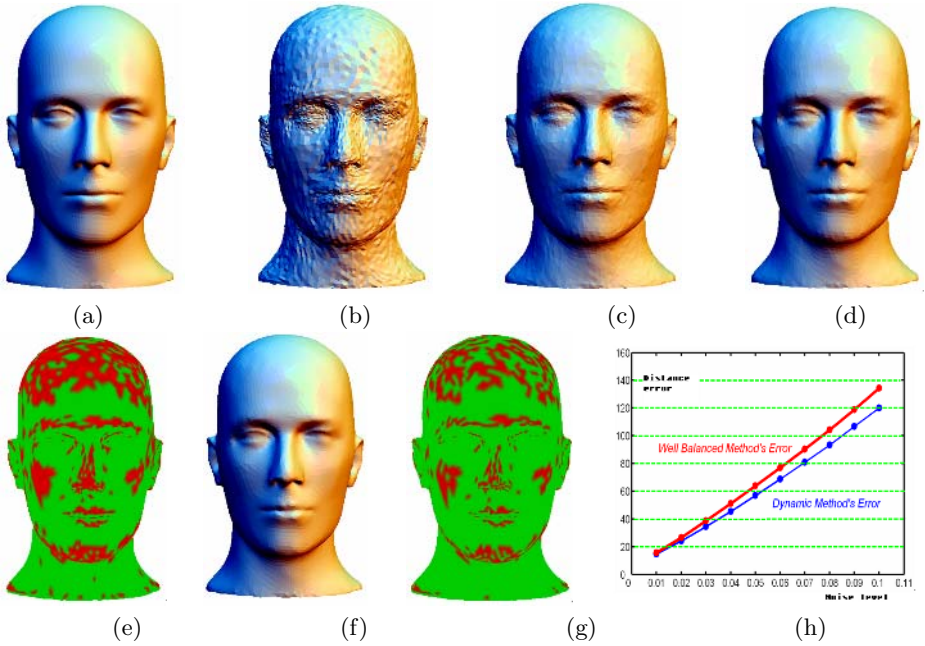 (a) (b) (c) (d)
160
140
120
100
80
60
40
20
0
Distance
error
Well Balanced Method's Error
Dynamic Method's Error
0 0.01 0.02 0.03 0.04 0.05 0.06 0.07 0.08 0.09 0.1 0.11
Noise level
(e) (f) (g) (h)